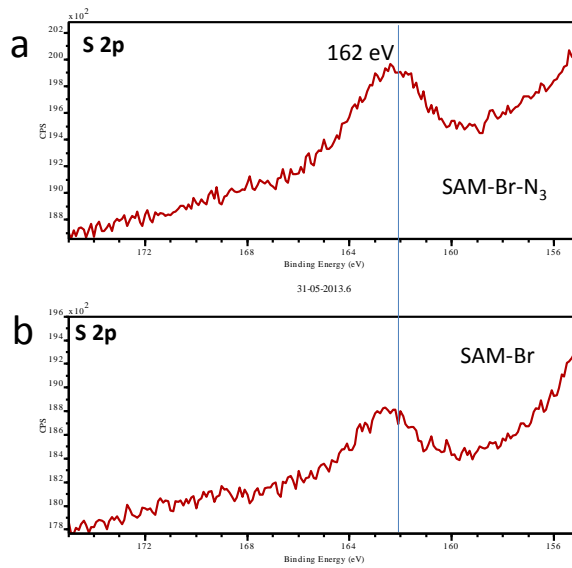 a
x10²
S 2p
162 eV
SAM-Br-N₃
CPS
202
200
198
196
194
192
190
188
172 168 164 160 156
Binding Energy (eV)
31-05-2013.6
b
x10²
S 2p
SAM-Br
CPS
196
194
192
190
188
186
184
182
180
178
172 168 164 160 156
Binding Energy (eV)